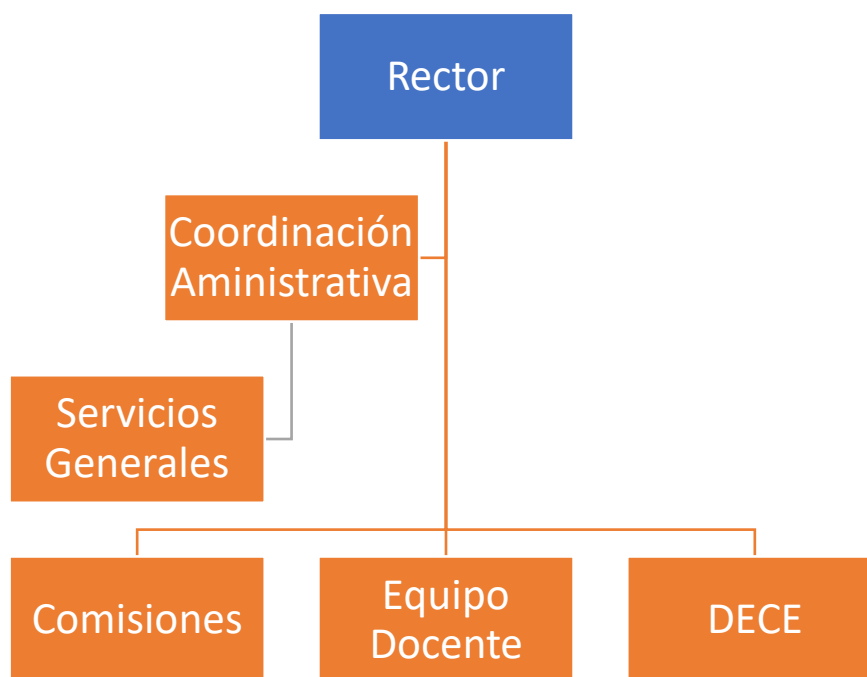 Rector
Coordinación
Aministrativa
Servicios
Generales
Comisiones
Equipo
Docente
DECE